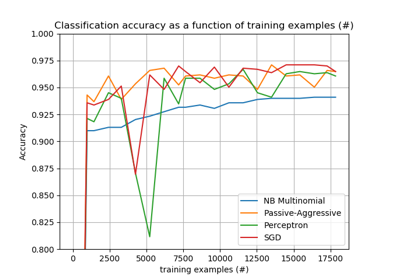 Classification accuracy as a function of training examples (#)
1.000
0.975
0.950
0.925
0.900
0.875
0.850
0.825
0.800
Accuracy
NB Multinomial
Passive-Aggressive
Perceptron
SGD
0 2500 5000 7500 10000 12500 15000 17500
training examples (#)